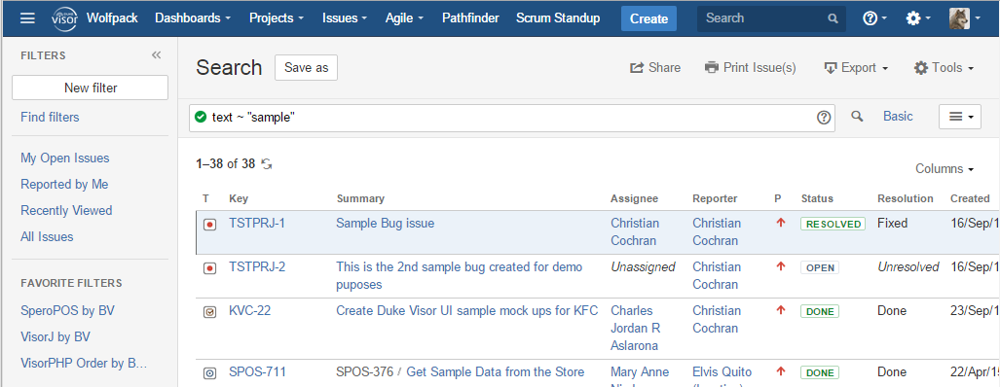 visor Wolfpack Dashboards Projects Issues Agile Pathfinder Scrum Standup Create Search
FILTERS
New filter
Find filters
My Open Issues
Reported by Me
Recently Viewed
All Issues
FAVORITE FILTERS
SperoPOS by BV
VisorJ by BV
VisorPHP Order by B...
Search Save as Share Print Issue(s) Export Tools
text ~ "sample" Basic
1–38 of 38
Columns
T Key Summary Assignee Reporter P Status Resolution Created
TSTPRJ-1 Sample Bug issue Christian Christian RESOLVED Fixed 16/Sep/1
Cochran Cochran
TSTPRJ-2 This is the 2nd sample bug created for demo Unassigned Christian OPEN Unresolved 16/Sep/1
puposes Cochran
KVC-22 Create Duke Visor UI sample mock ups for KFC Charles Christian DONE Done 23/Sep/1
Jordan R Cochran
Aslarona
SPOS-711 SPOS-376 / Get Sample Data from the Store Mary Anne Elvis Quito DONE Done 22/Apr/15